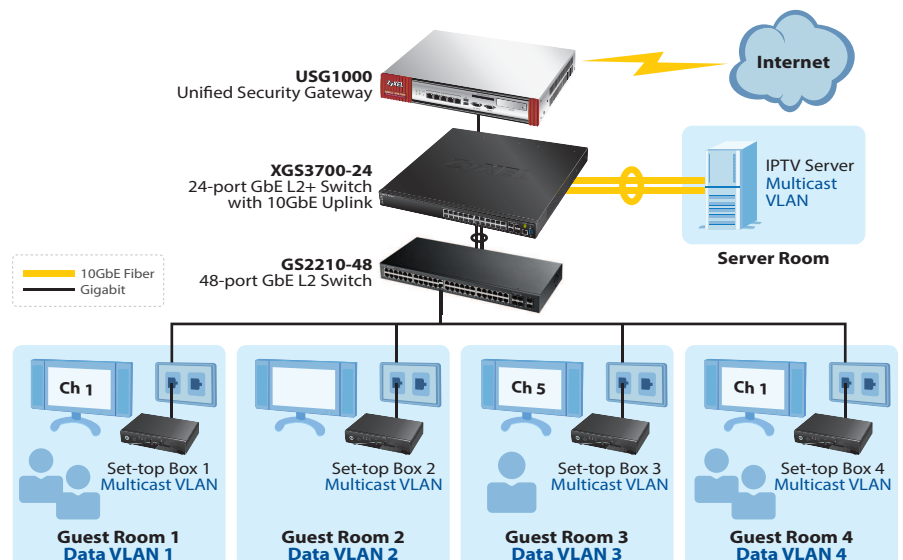 Internet
USG1000
Unified Security Gateway
ZyXEL
XGS3700-24
24-port GbE L2+ Switch
with 10GbE Uplink
ZyXEL
IPTV Server
Multicast
VLAN
Server Room
GS2210-48
48-port GbE L2 Switch
10GbE Fiber
Gigabit
Ch 1
Set-top Box 1
Multicast VLAN
Guest Room 1
Data VLAN 1
Set-top Box 2
Multicast VLAN
Guest Room 2
Data VLAN 2
Ch 5
Set-top Box 3
Multicast VLAN
Guest Room 3
Data VLAN 3
Ch 1
Set-top Box 4
Multicast VLAN
Guest Room 4
Data VLAN 4